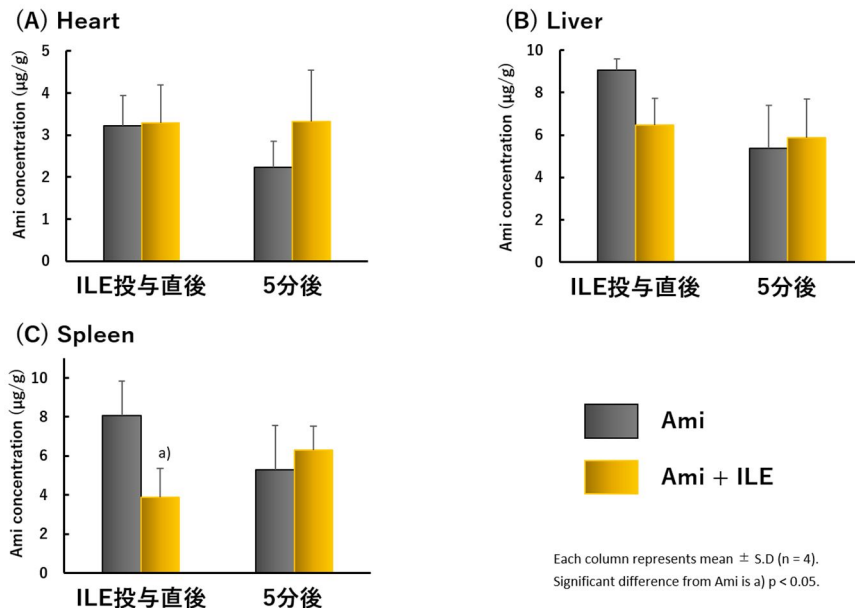 (A) Heart
Ami concentration (μg/g)
5
4
3
2
1
0
ILE投与直後
5分後
(B) Liver
Ami concentration (μg/g)
10
8
6
4
2
0
ILE投与直後
5分後
(C) Spleen
Ami concentration (μg/g)
10
8
6
4
2
0
a)
ILE投与直後
5分後
Ami
Ami + ILE
Each column represents mean ± S.D (n = 4).
Significant difference from Ami is a) p < 0.05.